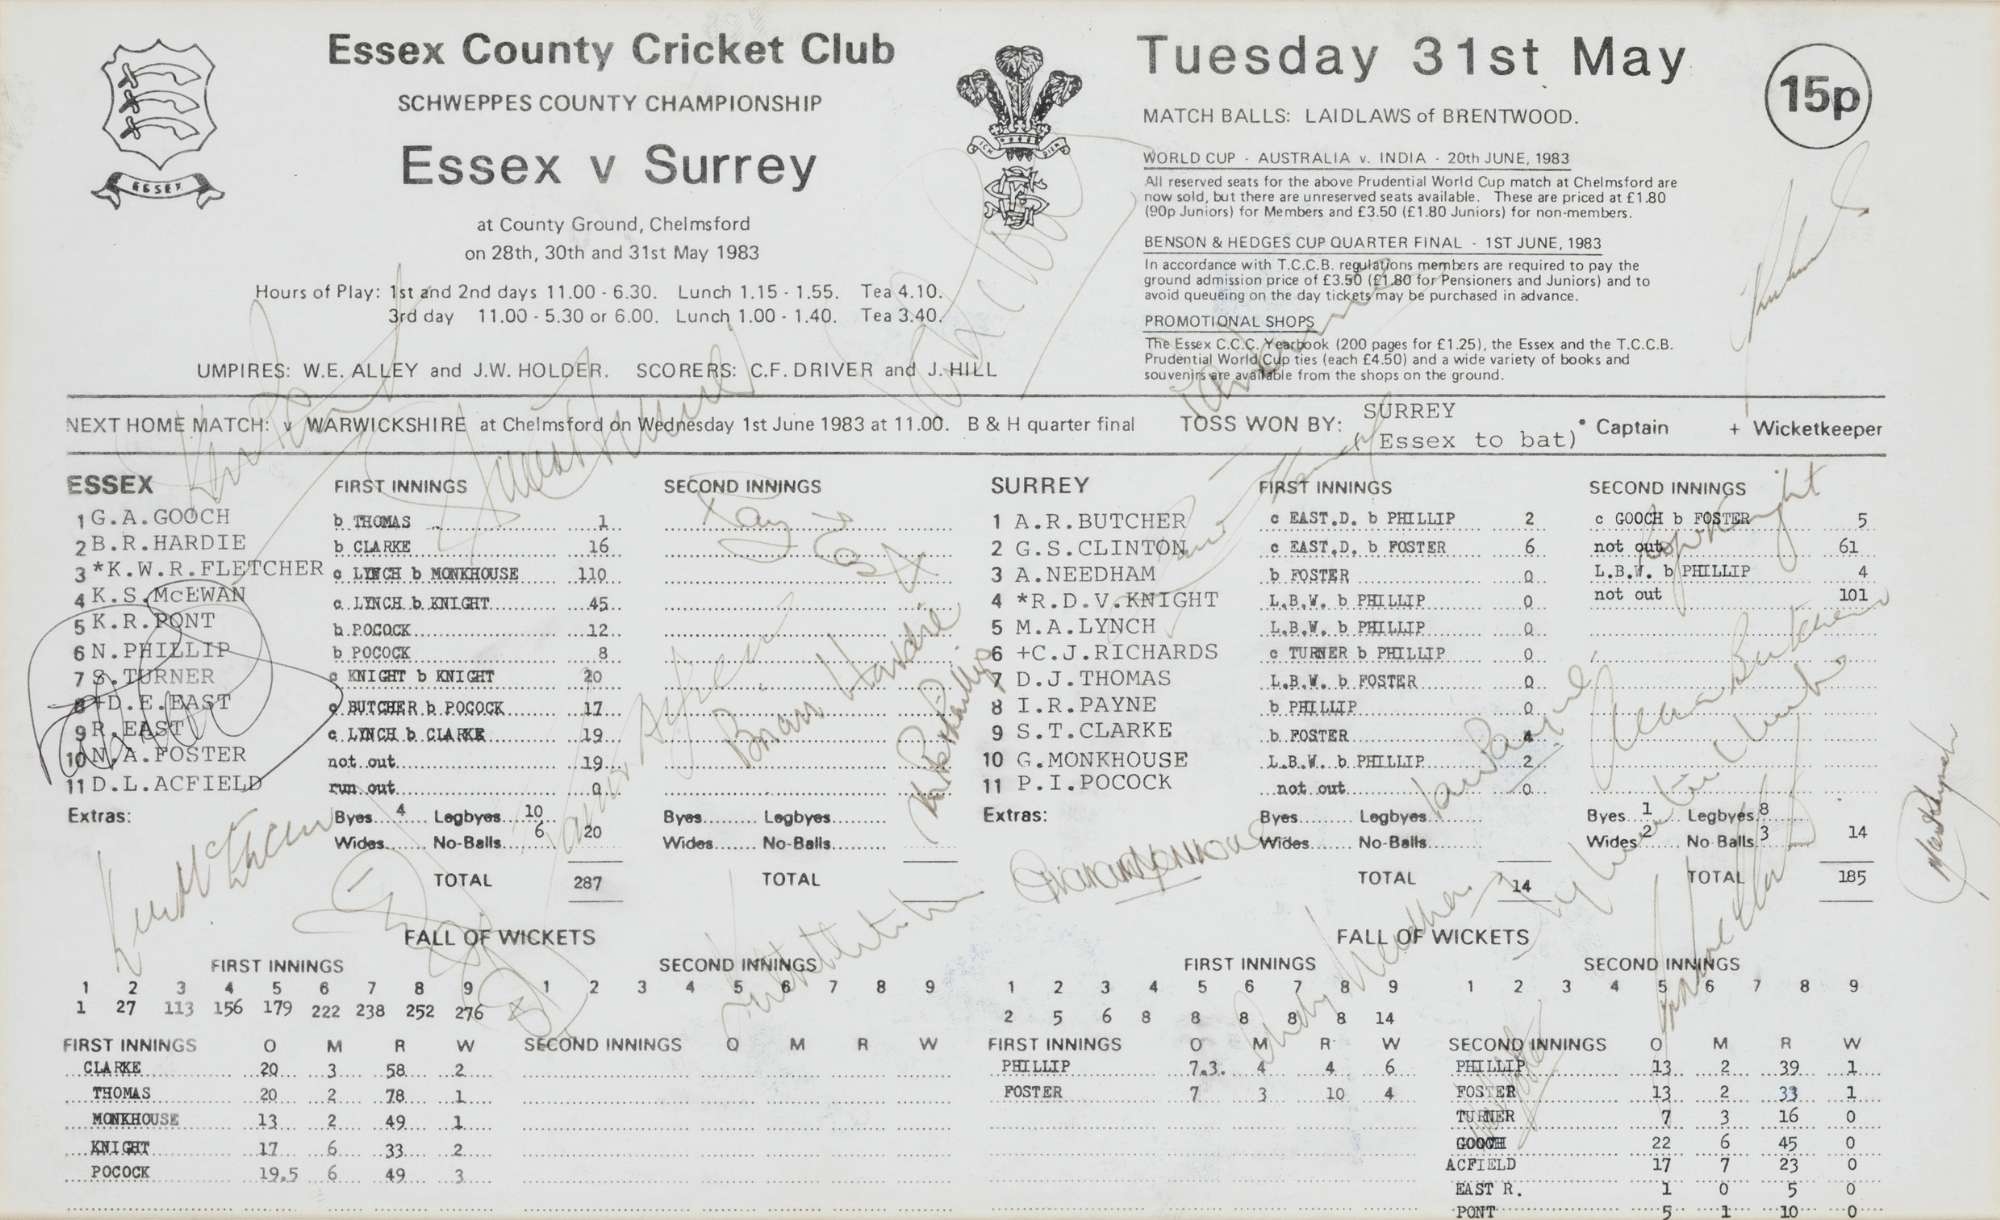 Essex County Cricket Club
SCHWEPPES COUNTY CHAMPIONSHIP
Essex v Surrey
at County Ground, Chelmsford
on 28th, 30th and 31st May 1983
Hours of Play: 1st and 2nd days 11.00 - 6.30. Lunch 1.15 - 1.55. Tea 4.10.
3rd day 11.00 - 5.30 or 6.00. Lunch 1.00 - 1.40. Tea 3.40.
UMPIRES: W.E. ALLEY and J.W. HOLDER. SCORERS: C.F. DRIVER and J. HILL
ESSEX
Tuesday 31st May
15p
MATCH BALLS: LAIDLAWS of BRENTWOOD.
WORLD CUP - AUSTRALIA v. INDIA - 20th JUNE, 1983
All reserved seats for the above Prudential World Cup match at Chelmsford are
now sold, but there are unreserved seats available. These are priced at £1.80
(90p Juniors) for Members and £3.50 (£1.80 Juniors) for non-members.
BENSON & HEDGES CUP QUARTER FINAL - 1ST JUNE, 1983
In accordance with T.C.C.B. regulations members are required to pay the
ground admission price of £3.50 (£1.80 for Pensioners and Juniors) and to
avoid queueing on the day tickets may be purchased in advance.
PROMOTIONAL SHOPS
The Essex C.C.C. Yearbook (200 pages for £1.25), the Essex and the T.C.C.B.
Prudential World Cup ties (each £4.50) and a wide variety of books and
souvenirs are available from the shops on the ground.
NEXT HOME MATCH: v WARWICKSHIRE at Chelmsford on Wednesday 1st June 1983 at 11.00. B & H quarter final TOSS WON BY: SURREY (Essex to bat) * Captain + Wicketkeeper
ESSEX FIRST INNINGS SECOND INNINGS
1 G.A.GOOCH b THOMAS 1
2 B.R.HARDIE b CLARKE 16
3 *K.W.R.FLETCHER c LYNCH b MONKHOUSE 110
4 K.S.McEWAN c LYNCH b KNIGHT 45
5 K.R.PONT b POCOCK 12
6 N.PHILLIP b POCOCK 8
7 S.TURNER c KNIGHT b KNIGHT 20
8 +D.E.EAST c BUTCHER b POCOCK 17
9 R.EAST c LYNCH b CLARKE 19
10 N.A.FOSTER not out 19
11 D.L.ACFIELD run out 0
Extras: Byes 4 Legbyes 10 Byes Legbyes
Wides No-Balls 6 20 Wides No-Balls
TOTAL 287 TOTAL
FALL OF WICKETS
FIRST INNINGS SECOND INNINGS
1 2 3 4 5 6 7 8 9 1 2 3 4 5 6 7 8 9
1 27 113 156 179 222 238 252 276
FIRST INNINGS O M R W SECOND INNINGS O M R W
CLARKE 20 3 58 2
THOMAS 20 2 78 1
MONKHOUSE 13 2 49 1
KNIGHT 17 6 33 2
POCOCK 19.5 6 49 3
SURREY FIRST INNINGS SECOND INNINGS
1 A.R.BUTCHER c EAST.D. b PHILLIP 2 c GOOCH b FOSTER 5
2 G.S.CLINTON c EAST.D. b FOSTER 6 not out 61
3 A.NEEDHAM b FOSTER 0 L.B.W. b PHILLIP 4
4 *R.D.V.KNIGHT L.B.W. b PHILLIP 0 not out 101
5 M.A.LYNCH L.B.W. b PHILLIP 0
6 +C.J.RICHARDS c TURNER b PHILLIP 0
7 D.J.THOMAS L.B.W. b FOSTER 0
8 I.R.PAYNE b PHILLIP 0
9 S.T.CLARKE b FOSTER 4
10 G.MONKHOUSE L.B.W. b PHILLIP 2
11 P.I.POCOCK not out 0
Extras: Byes Legbyes Byes 1 Legbyes 8
Wides No-Balls Wides 2 No Balls 3 14
TOTAL 14 TOTAL 185
FALL OF WICKETS
FIRST INNINGS SECOND INNINGS
1 2 3 4 5 6 7 8 9 1 2 3 4 5 6 7 8 9
2 5 6 8 8 8 8 8 14
FIRST INNINGS O M R W SECOND INNINGS O M R W
PHILLIP 7.3. 4 4 6 PHILLIP 13 2 39 1
FOSTER 7 3 10 4 FOSTER 13 2 33 1
TURNER 7 3 16 0
GOOCH 22 6 45 0
ACFIELD 17 7 23 0
EAST R. 1 0 5 0
PONT 5 1 10 0
Ray East
Brian Hardie
Ken McEwan
Ian Payne
Andy Needham